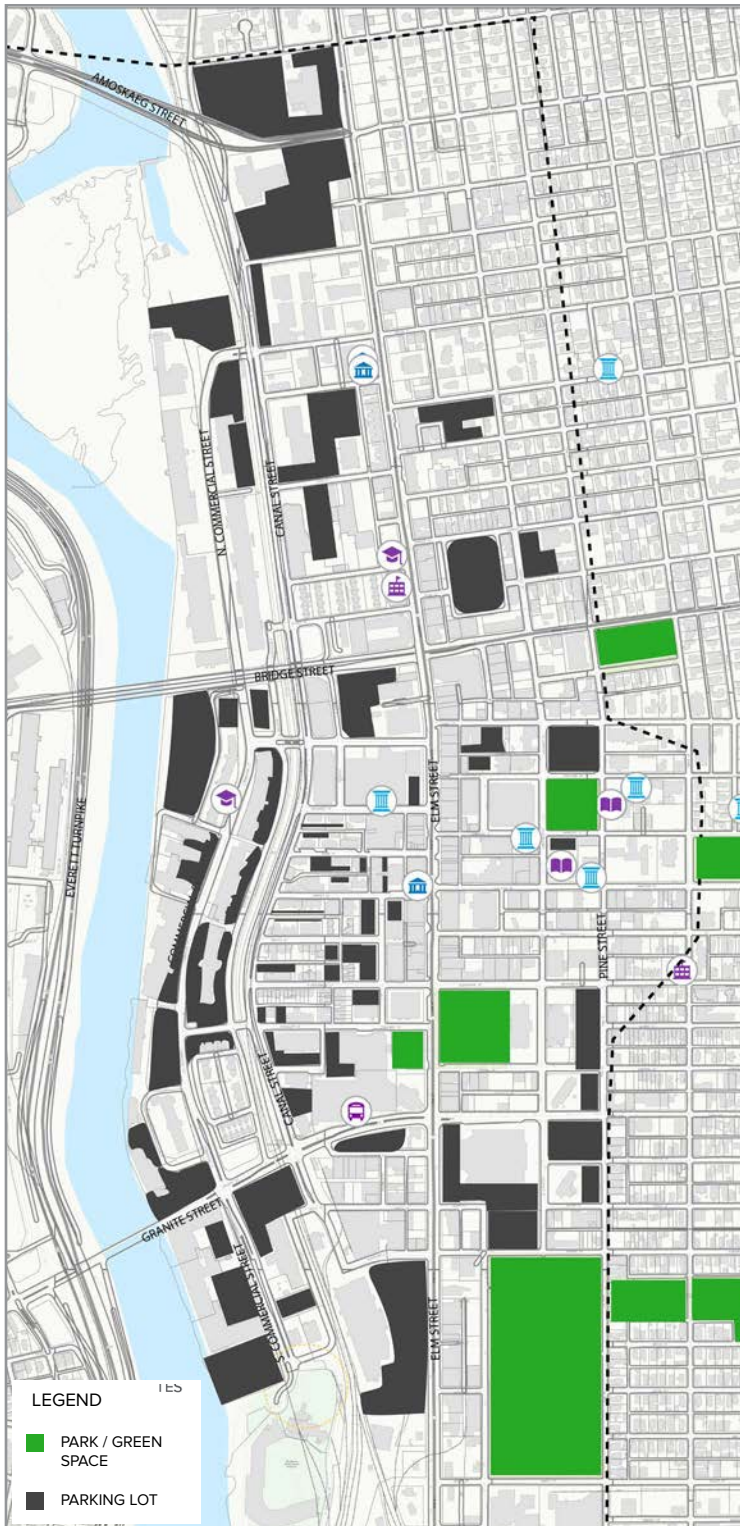 AMOSKAEG STREET
N. COMMERCIAL STREET
CANAL STREET
BRIDGE STREET
ELM STREET
EVERETT TURNPIKE
PINE STREET
CANAL STREET
GRANITE STREET
S. COMMERCIAL STREET
ELM STREET
LEGEND
PARK / GREEN
SPACE
PARKING LOT